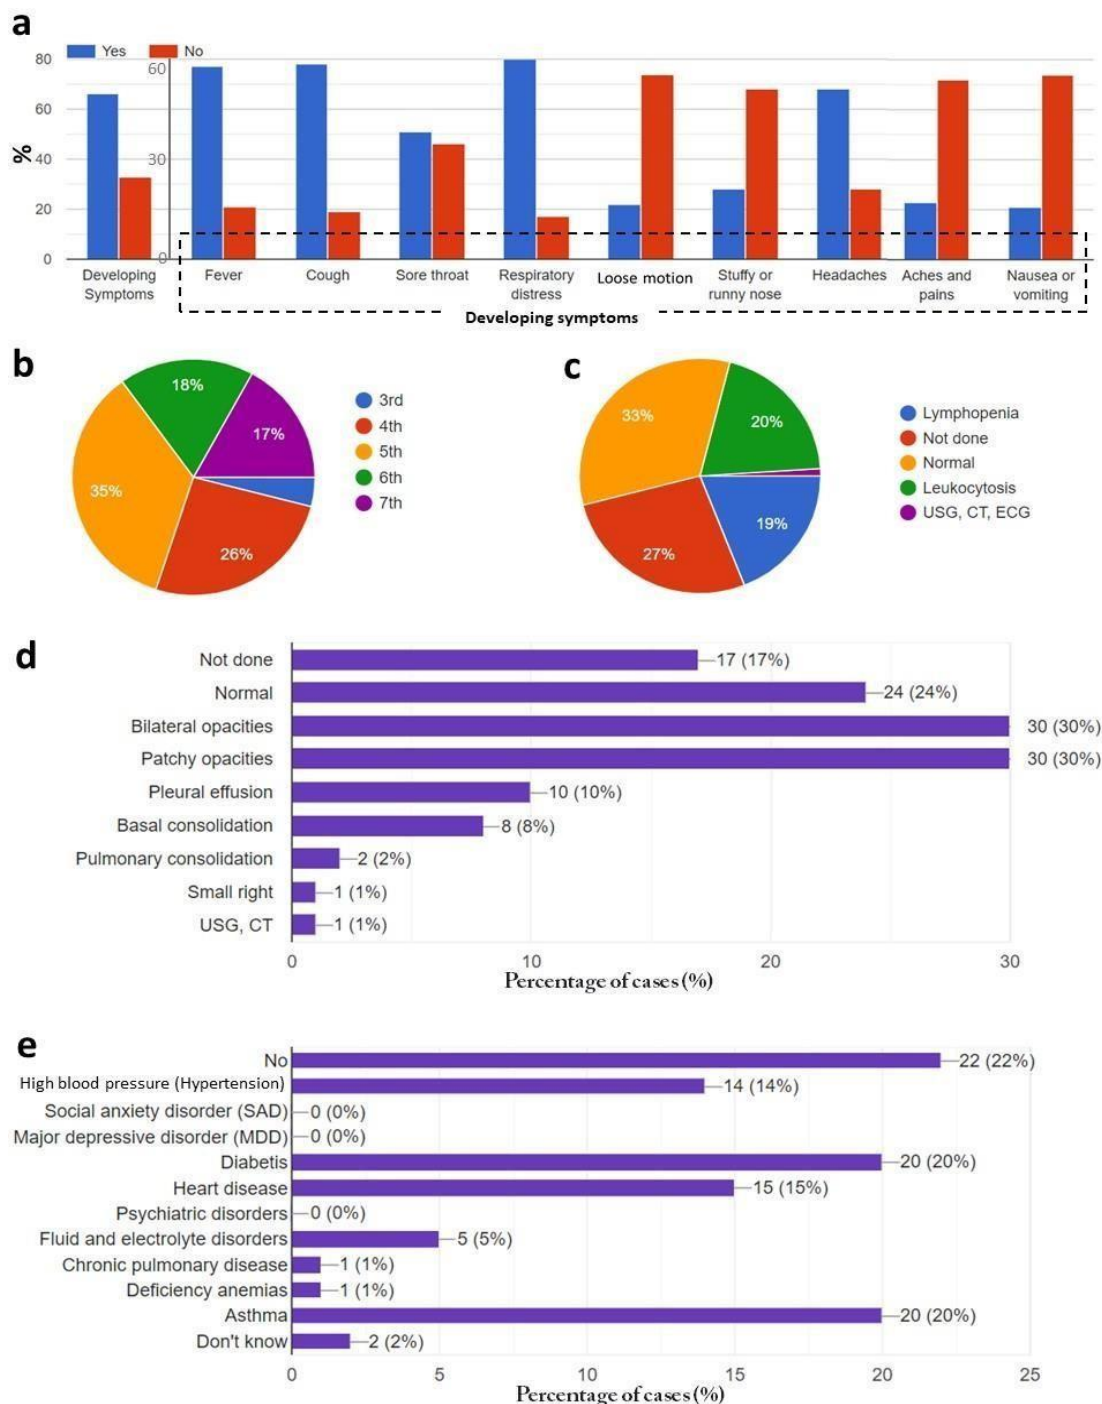 a
Yes No
80
60
40
20
0
%
60
30
0
Developing Symptoms
Fever
Cough
Sore throat
Respiratory distress
Loose motion
Stuffy or runny nose
Headaches
Aches and pains
Nausea or vomiting
Developing symptoms
b
18%
17%
35%
26%
3rd
4th
5th
6th
7th
c
33%
20%
27%
19%
Lymphopenia
Not done
Normal
Leukocytosis
USG, CT, ECG
d
Not done 17 (17%)
Normal 24 (24%)
Bilateral opacities 30 (30%)
Patchy opacities 30 (30%)
Pleural effusion 10 (10%)
Basal consolidation 8 (8%)
Pulmonary consolidation 2 (2%)
Small right 1 (1%)
USG, CT 1 (1%)
0 10 20 30
Percentage of cases (%)
e
No 22 (22%)
High blood pressure (Hypertension) 14 (14%)
Social anxiety disorder (SAD) 0 (0%)
Major depressive disorder (MDD) 0 (0%)
Diabetis 20 (20%)
Heart disease 15 (15%)
Psychiatric disorders 0 (0%)
Fluid and electrolyte disorders 5 (5%)
Chronic pulmonary disease 1 (1%)
Deficiency anemias 1 (1%)
Asthma 20 (20%)
Don't know 2 (2%)
0 5 10 15 20 25
Percentage of cases (%)